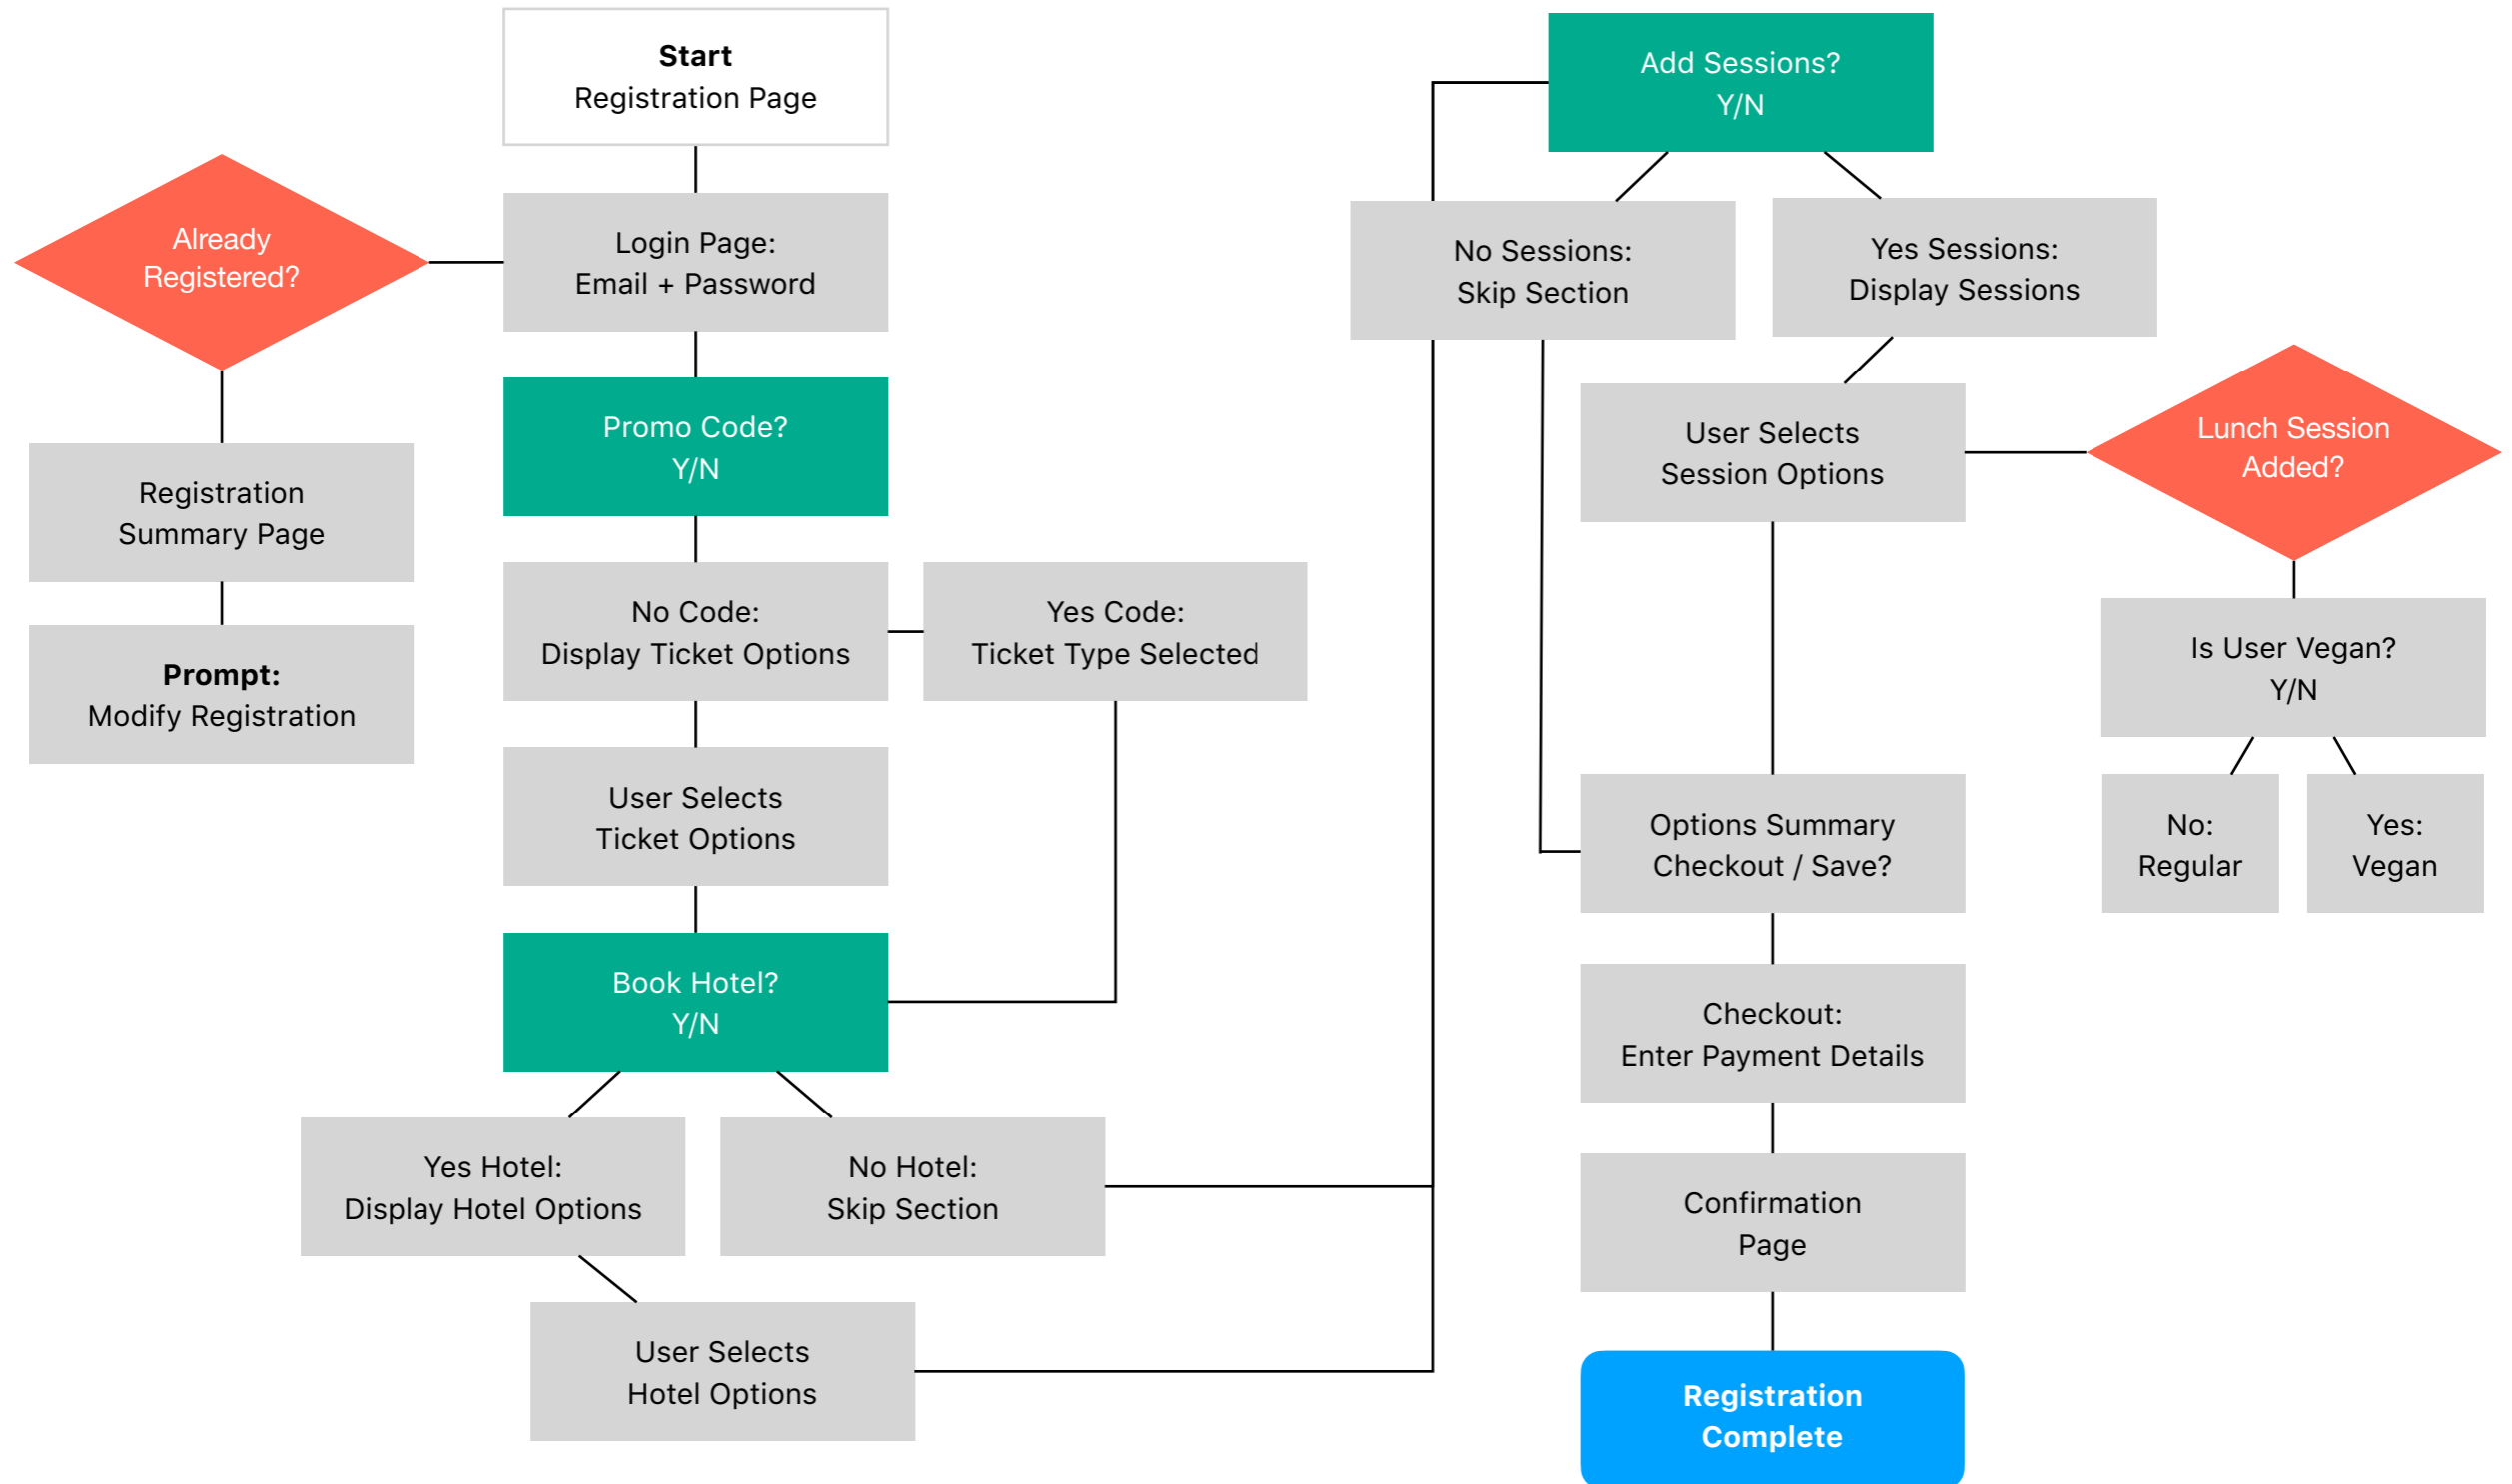 Start
Registration Page
Already
Registered?
Login Page:
Email + Password
Promo Code?
Y/N
Registration
Summary Page
No Code:
Display Ticket Options
Yes Code:
Ticket Type Selected
Prompt:
Modify Registration
User Selects
Ticket Options
Book Hotel?
Y/N
Yes Hotel:
Display Hotel Options
No Hotel:
Skip Section
User Selects
Hotel Options
Add Sessions?
Y/N
No Sessions:
Skip Section
Yes Sessions:
Display Sessions
User Selects
Session Options
Lunch Session
Added?
Is User Vegan?
Y/N
No:
Regular
Yes:
Vegan
Options Summary
Checkout / Save?
Checkout:
Enter Payment Details
Confirmation
Page
Registration
Complete